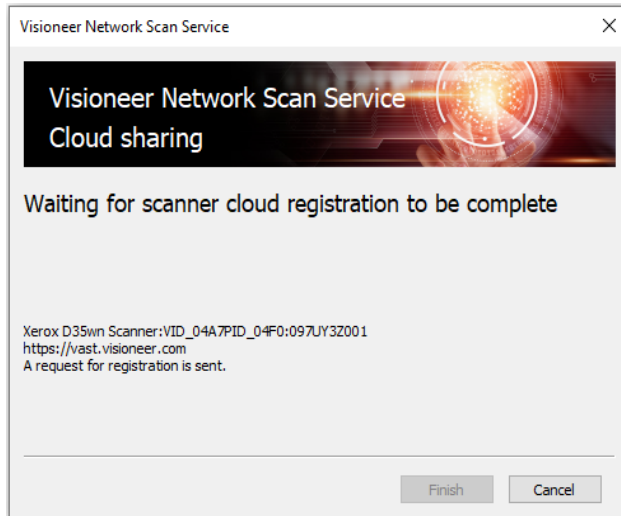 Visioneer Network Scan Service
Visioneer Network Scan Service
Cloud sharing
Waiting for scanner cloud registration to be complete
Xerox D35wn Scanner:VID_04A7PID_04F0:097UY3Z001
https://vast.visioneer.com
A request for registration is sent.
Finish
Cancel